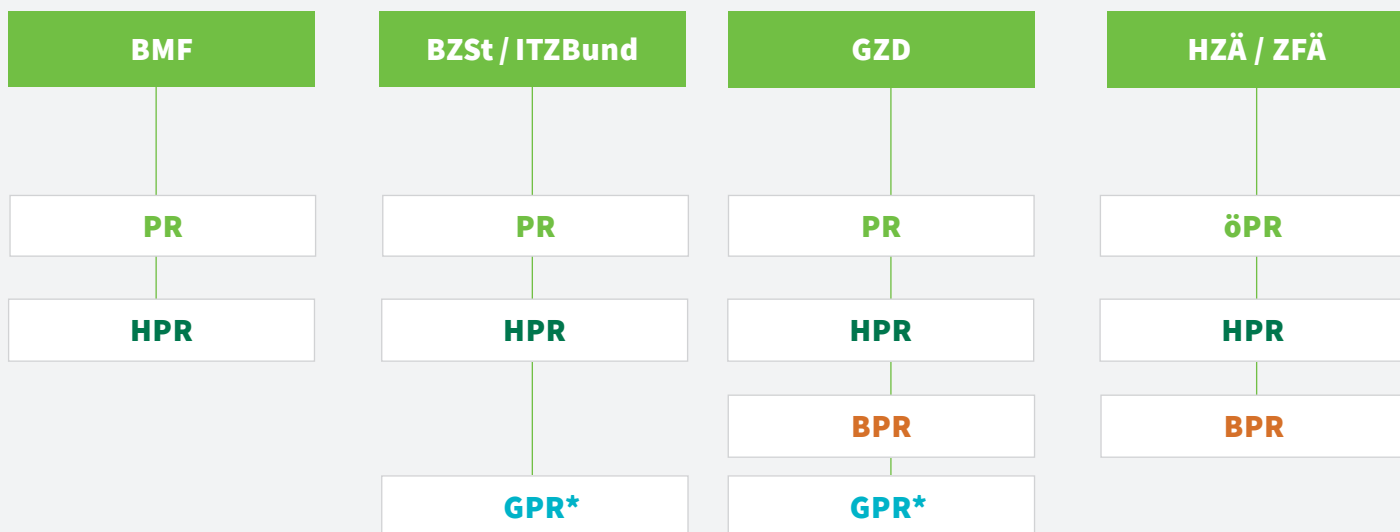 BMF
BZSt / ITZBund
GZD
HZÄ / ZFÄ
PR
PR
PR
öPR
HPR
HPR
HPR
HPR
BPR
BPR
GPR*
GPR*